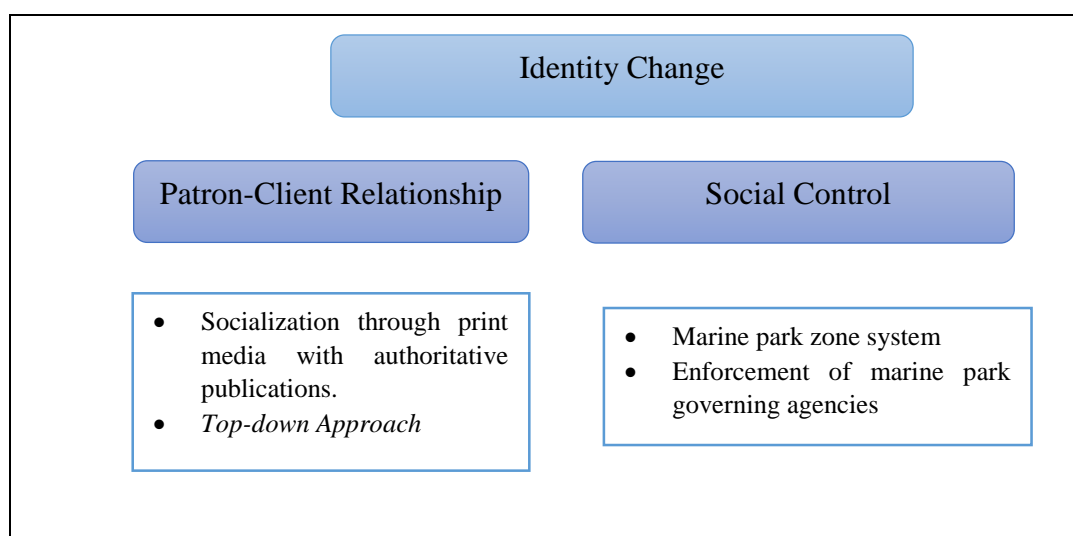 Identity Change
Patron-Client Relationship
Social Control
• Socialization through print
media with authoritative
publications.
• Top-down Approach
• Marine park zone system
• Enforcement of marine park
governing agencies